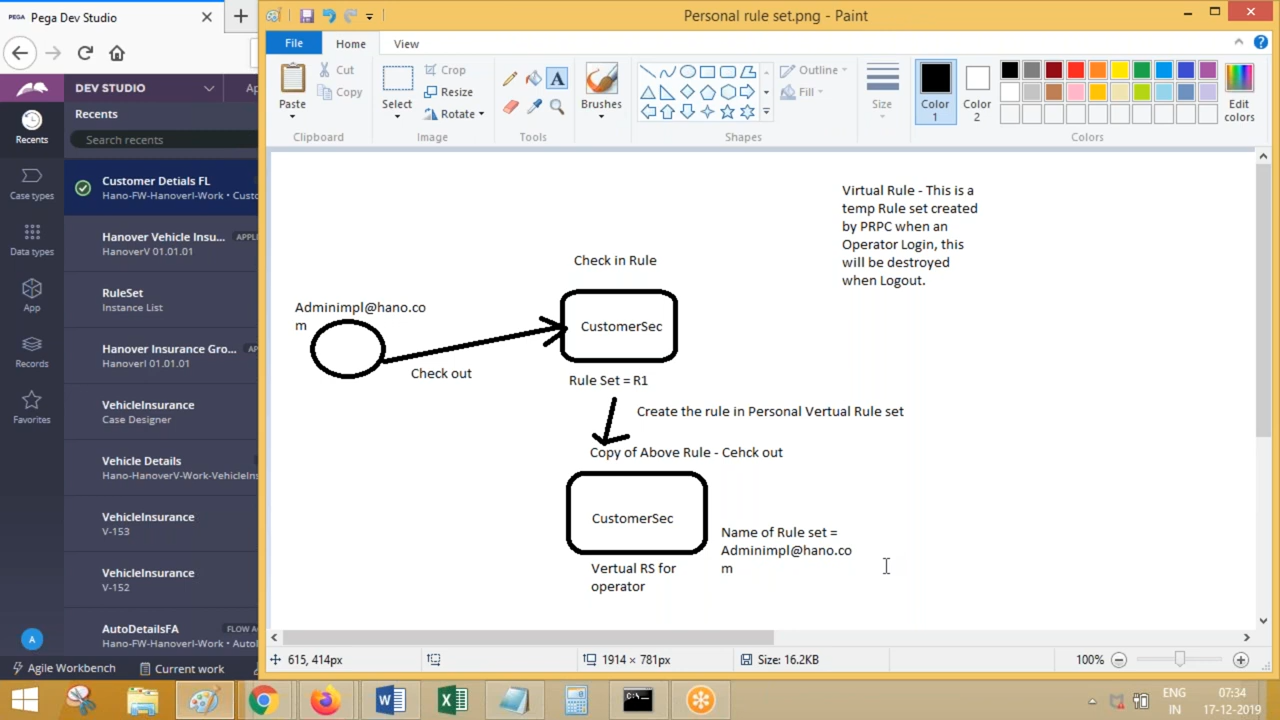 PEGA Pega Dev Studio
DEV STUDIO
Ap
Recents
Recents
Search recents
Case types
Data types
App
Records
Favorites
Customer Detials FL
Hano-FW-HanoverI-Work • Custo
Hanover Vehicle Insu... APPLI
HanoverV 01.01.01
RuleSet
Instance List
Hanover Insurance Gro... AP
HanoverI 01.01.01
VehicleInsurance
Case Designer
Vehicle Details
Hano-HanoverV-Work-VehicleIns
VehicleInsurance
V-153
VehicleInsurance
V-152
AutoDetailsFA FLOW A
Hano-FW-HanoverI-Work • Autol
A
Agile Workbench Current work
Personal rule set.png - Paint
File Home View
Paste
Cut
Copy
Clipboard
Select
Crop
Resize
Rotate
Image
A
Tools
Brushes
Outline
Fill
Shapes
Size
Color
1
Color
2
Edit
colors
Colors
Virtual Rule - This is a
temp Rule set created
by PRPC when an
Operator Login, this
will be destroyed
when Logout.
Check in Rule
Adminimpl@hano.co
m
CustomerSec
Check out
Rule Set = R1
Create the rule in Personal Vertual Rule set
Copy of Above Rule - Cehck out
CustomerSec
Name of Rule set =
Adminimpl@hano.co
m
Vertual RS for
operator
615, 414px
1914 × 781px
Size: 16.2KB
100%
ENG
IN
07:34
17-12-2019